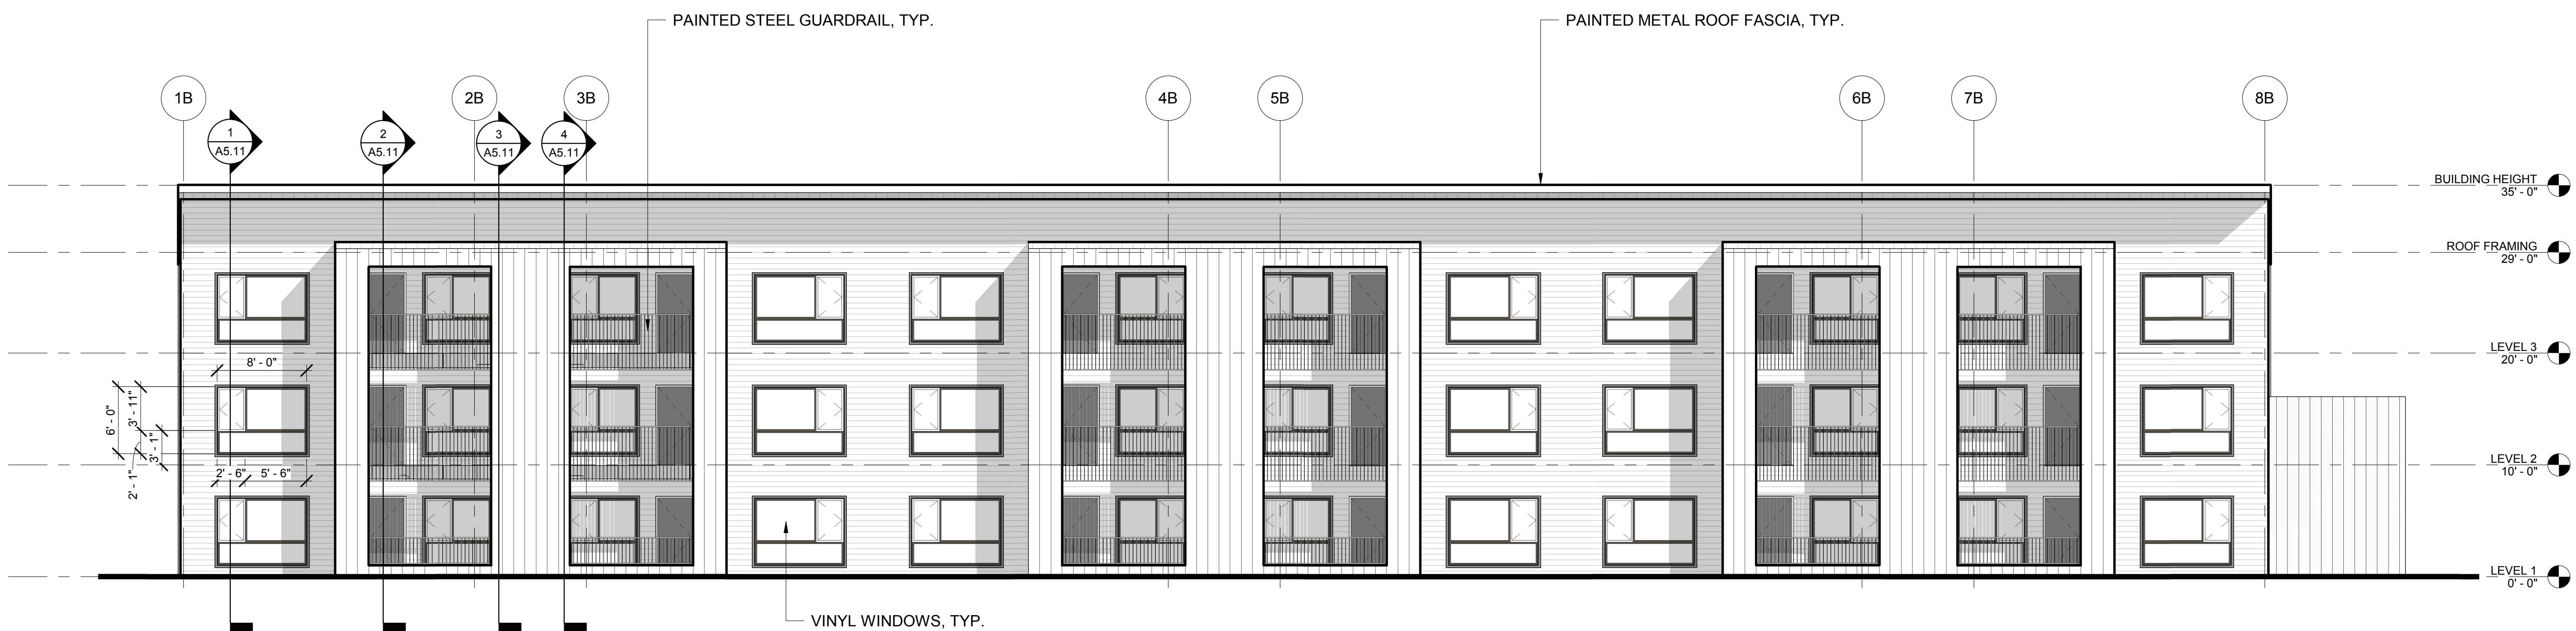 PAINTED STEEL GUARDRAIL, TYP.
PAINTED METAL ROOF FASCIA, TYP.
1B
2B
3B
4B
5B
6B
7B
8B
1
A5.11
2
A5.11
3
A5.11
4
A5.11
BUILDING HEIGHT
35' - 0"
ROOF FRAMING
29' - 0"
LEVEL 3
20' - 0"
8' - 0"
6' - 0"
3' - 11"
3' - 1"
2' - 1"
2' - 6"
5' - 6"
LEVEL 2
10' - 0"
LEVEL 1
0' - 0"
VINYL WINDOWS, TYP.